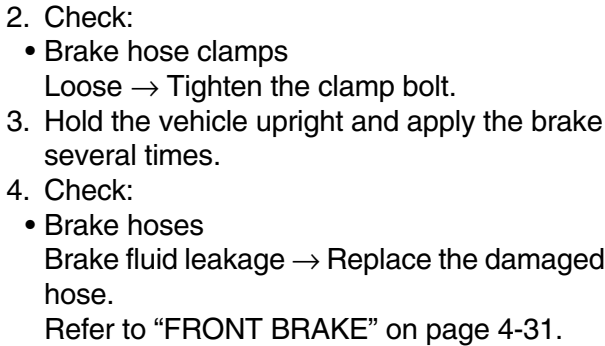 2. Check:
• Brake hose clamps
Loose → Tighten the clamp bolt.
3. Hold the vehicle upright and apply the brake
several times.
4. Check:
• Brake hoses
Brake fluid leakage → Replace the damaged
hose.
Refer to “FRONT BRAKE” on page 4-31.